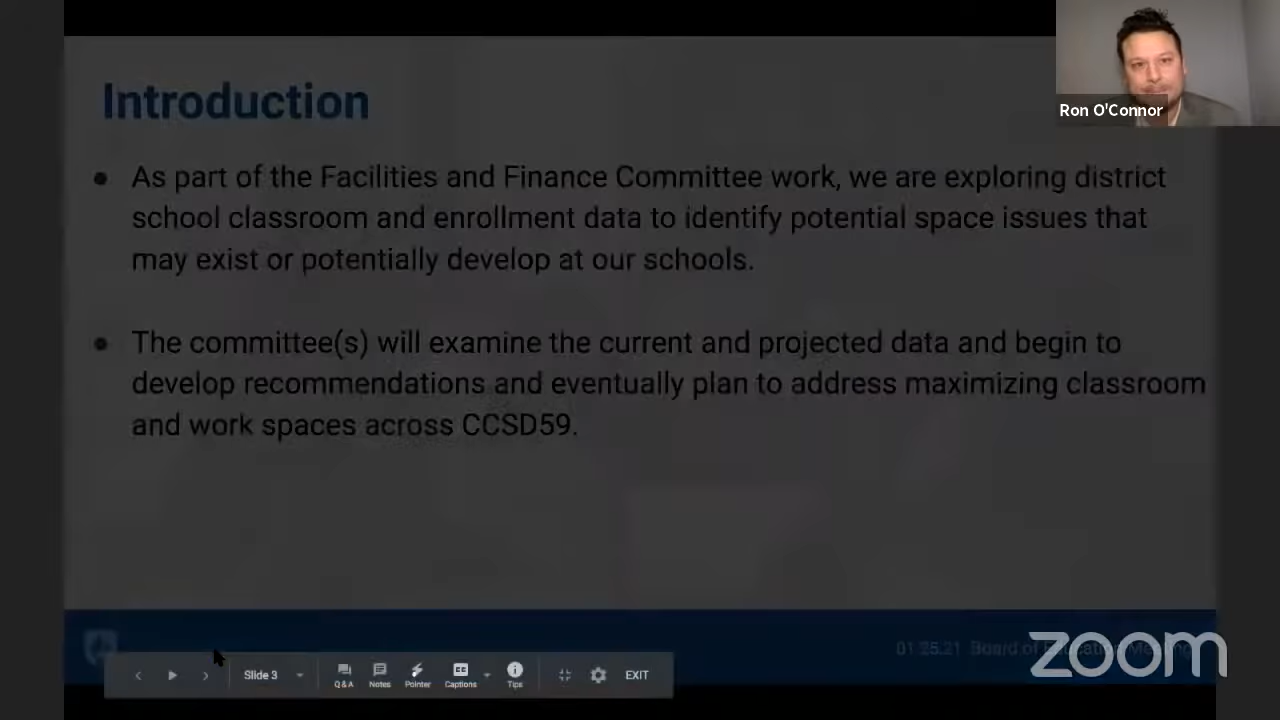 Introduction
Ron O'Connor
● As part of the Facilities and Finance Committee work, we are exploring district
school classroom and enrollment data to identify potential space issues that
may exist or potentially develop at our schools.
● The committee(s) will examine the current and projected data and begin to
develop recommendations and eventually plan to address maximizing classroom
and work spaces across CCSD59.
01.25.21 Board of Education Meeting
zoom
Slide 3
Q&A Notes Pointer Captions Tips EXIT